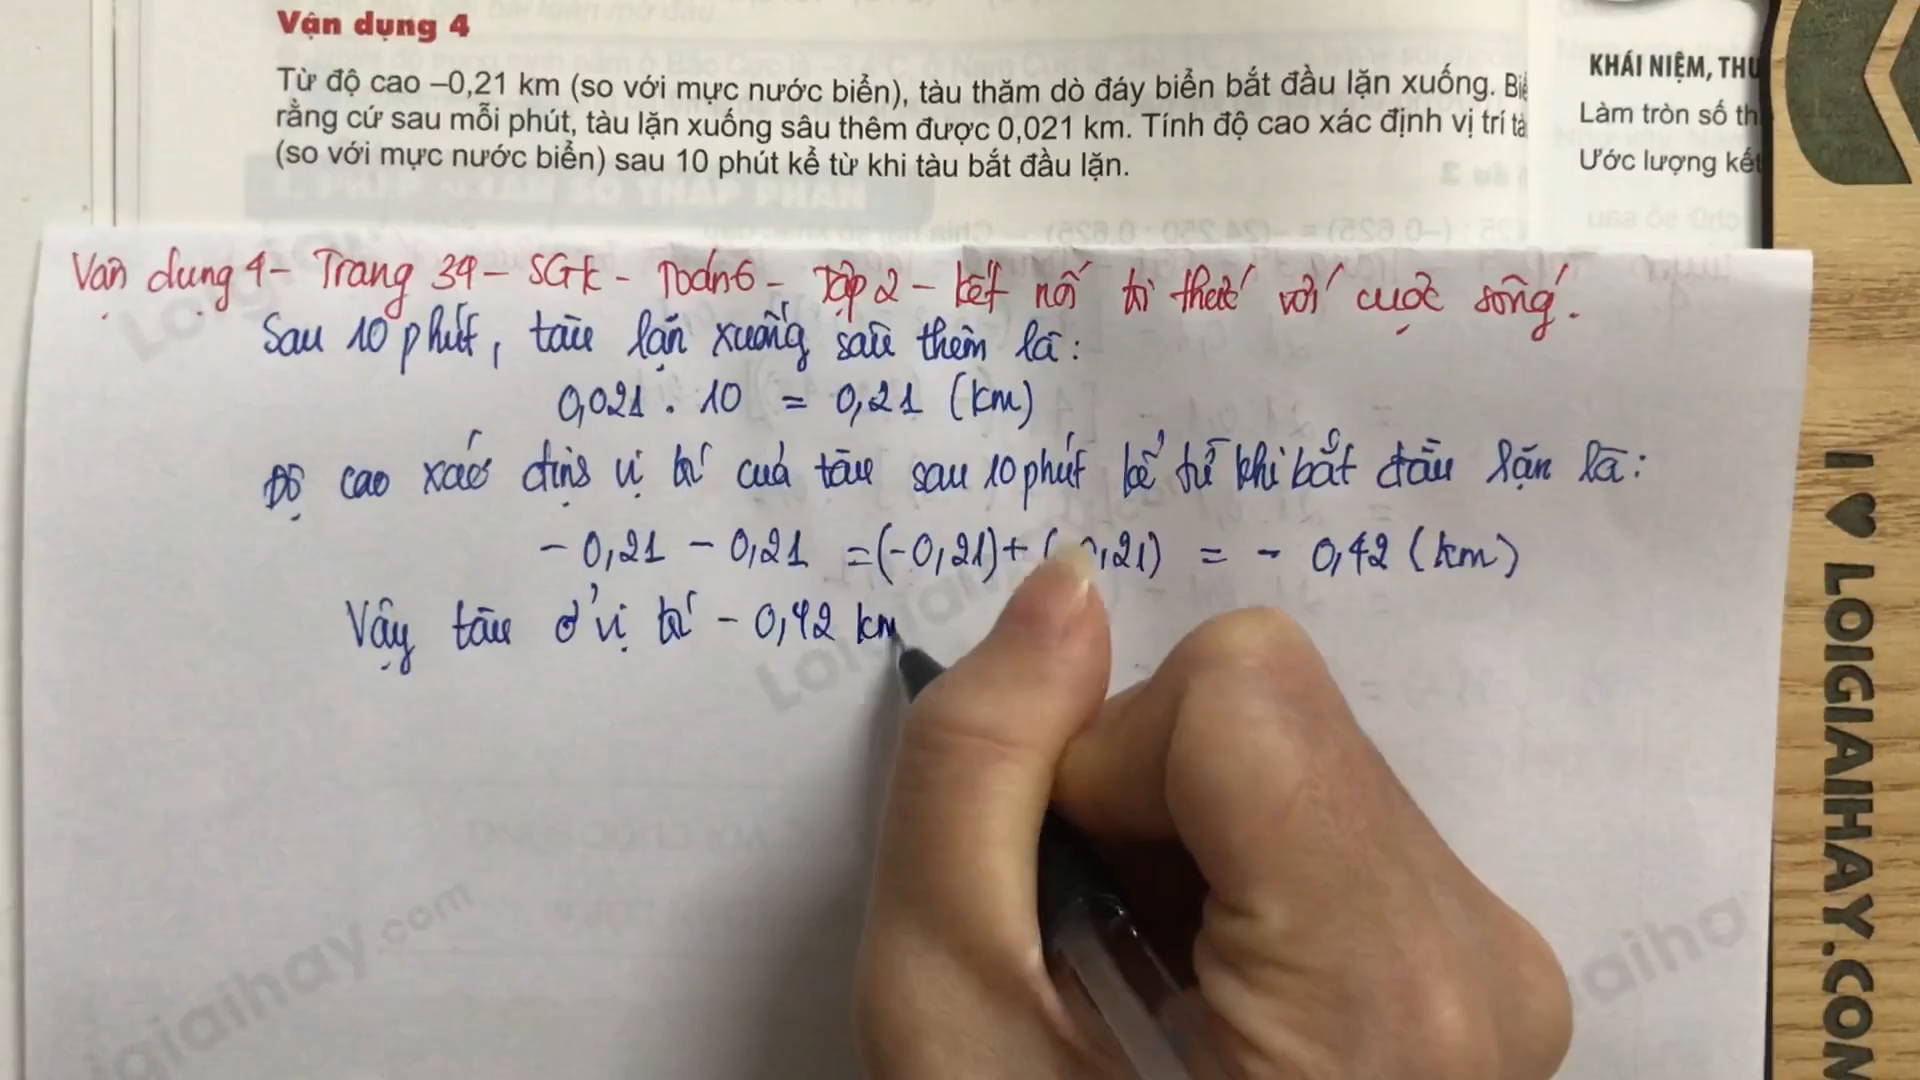 Vận dụng 4
Từ độ cao –0,21 km (so với mực nước biển), tàu thăm dò đáy biển bắt đầu lặn xuống.
rằng cứ sau mỗi phút, tàu lặn xuống sâu thêm được 0,021 km. Tính độ cao xác định vị trí
(so với mực nước biển) sau 10 phút kể từ khi tàu bắt đầu lặn.
KHÁI NIỆM,
Làm tròn số
Ước lượng
Vận dụng 4 - Trang 34 - SGK - Toán 6 - Tập 2 - kết nối tri thức với cuộc sống.
Sau 10 phút, tàu lặn xuống sâu thêm là:
0,021 . 10 = 0,21 (km)
Độ cao xác định vị trí của tàu sau 10 phút kể từ khi bắt đầu lặn là:
- 0,21 - 0,21 = (-0,21) + ( 0,21) = - 0,42 (km)
Vậy tàu ở vị trí - 0,42 km
I ♥ LOIGIAIHAY.COM
loigiaihay.com